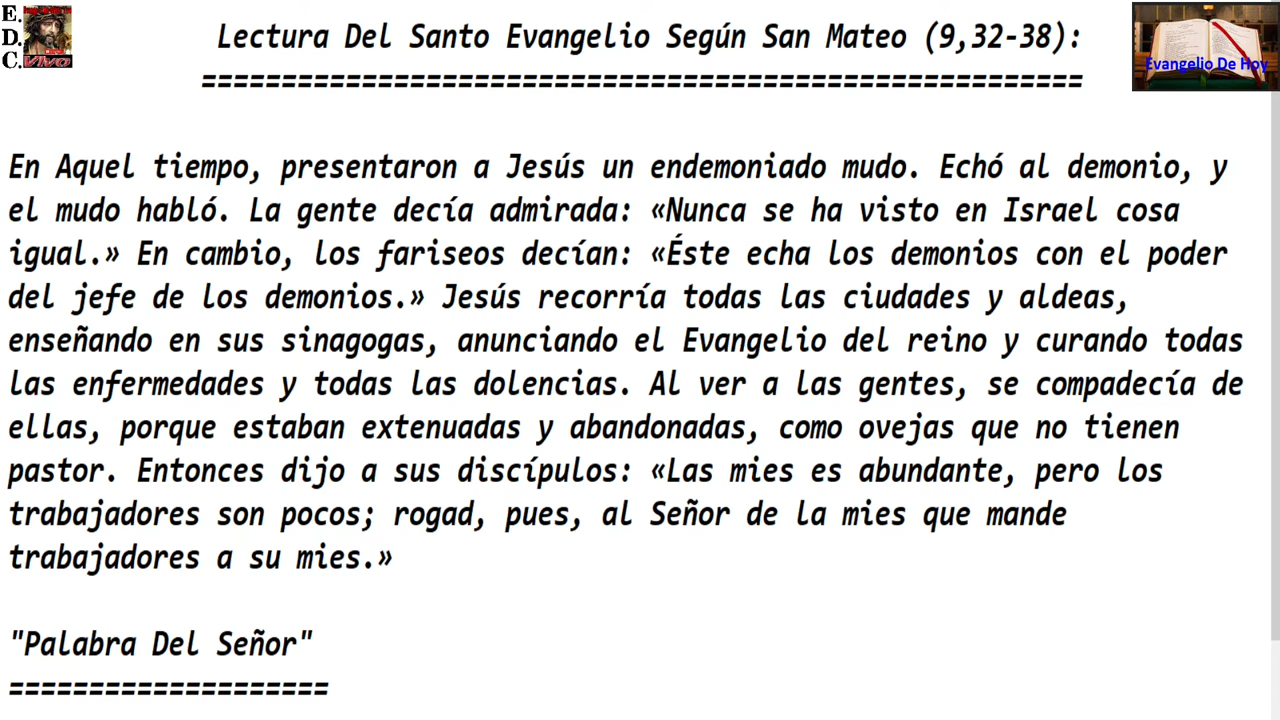 E.
D.
C.
Vivo
Lectura Del Santo Evangelio Según San Mateo (9,32-38):
=======================================================
Evangelio De Hoy
En Aquel tiempo, presentaron a Jesús un endemoniado mudo. Echó al demonio, y
el mudo habló. La gente decía admirada: «Nunca se ha visto en Israel cosa
igual.» En cambio, los fariseos decían: «Éste echa los demonios con el poder
del jefe de los demonios.» Jesús recorría todas las ciudades y aldeas,
enseñando en sus sinagogas, anunciando el Evangelio del reino y curando todas
las enfermedades y todas las dolencias. Al ver a las gentes, se compadecía de
ellas, porque estaban extenuadas y abandonadas, como ovejas que no tienen
pastor. Entonces dijo a sus discípulos: «Las mies es abundante, pero los
trabajadores son pocos; rogad, pues, al Señor de la mies que mande
trabajadores a su mies.»
"Palabra Del Señor"
====================